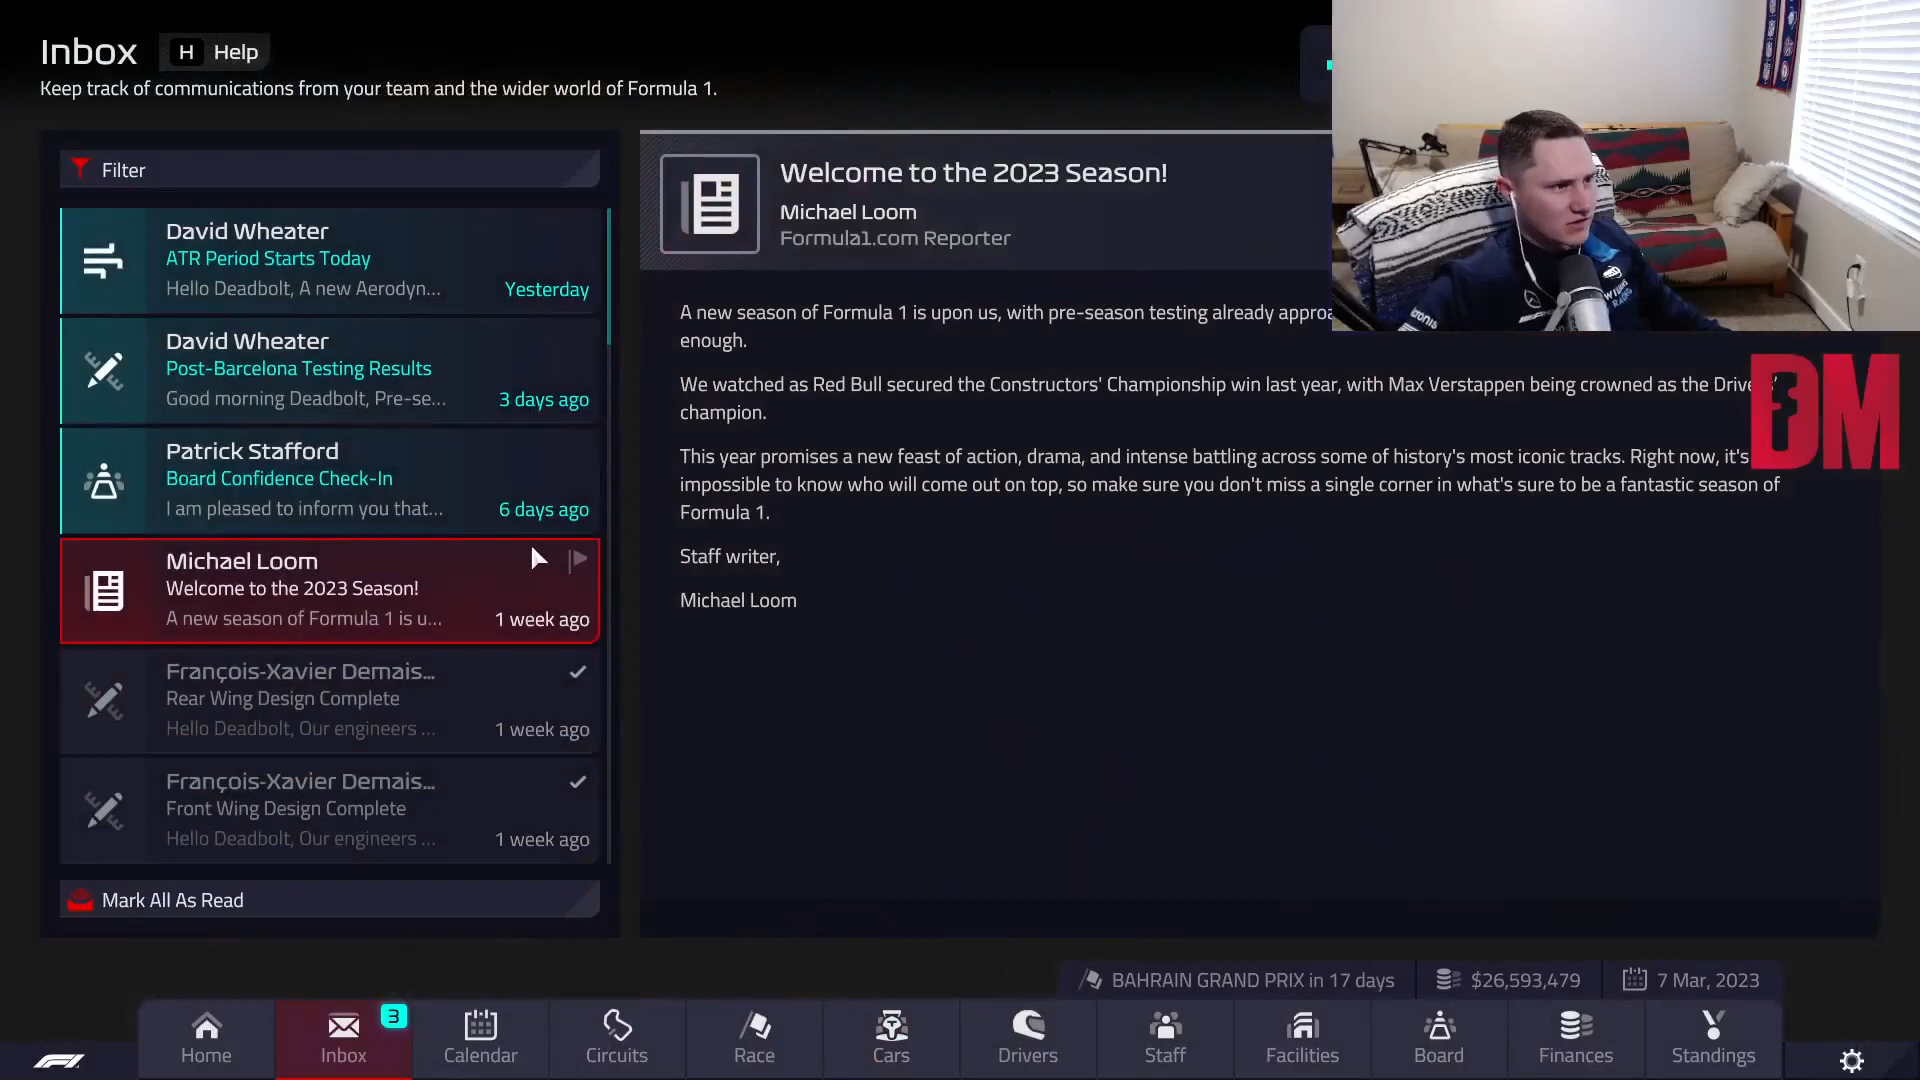 Inbox
H Help
Keep track of communications from your team and the wider world of Formula 1.
Filter
David Wheater
ATR Period Starts Today
Hello Deadbolt, A new Aerodyn...
Yesterday
David Wheater
Post-Barcelona Testing Results
Good morning Deadbolt, Pre-se...
3 days ago
Patrick Stafford
Board Confidence Check-In
I am pleased to inform you that...
6 days ago
Michael Loom
Welcome to the 2023 Season!
A new season of Formula 1 is u...
1 week ago
François-Xavier Demais...
Rear Wing Design Complete
Hello Deadbolt, Our engineers ...
1 week ago
François-Xavier Demais...
Front Wing Design Complete
Hello Deadbolt, Our engineers ...
1 week ago
Mark All As Read
Welcome to the 2023 Season!
Michael Loom
Formula1.com Reporter
A new season of Formula 1 is upon us, with pre-season testing already
enough.
We watched as Red Bull secured the Constructors' Championship win last year, with Max Verstappen being crowned as the
champion.
This year promises a new feast of action, drama, and intense battling across some of history's most iconic tracks. Right now, it's
impossible to know who will come out on top, so make sure you don't miss a single corner in what's sure to be a fantastic season of
Formula 1.
Staff writer,
Michael Loom
DM
BAHRAIN GRAND PRIX in 17 days
$26,593,479
7 Mar, 2023
Home
Inbox
3
Calendar
Circuits
Race
Cars
Drivers
Staff
Facilities
Board
Finances
Standings